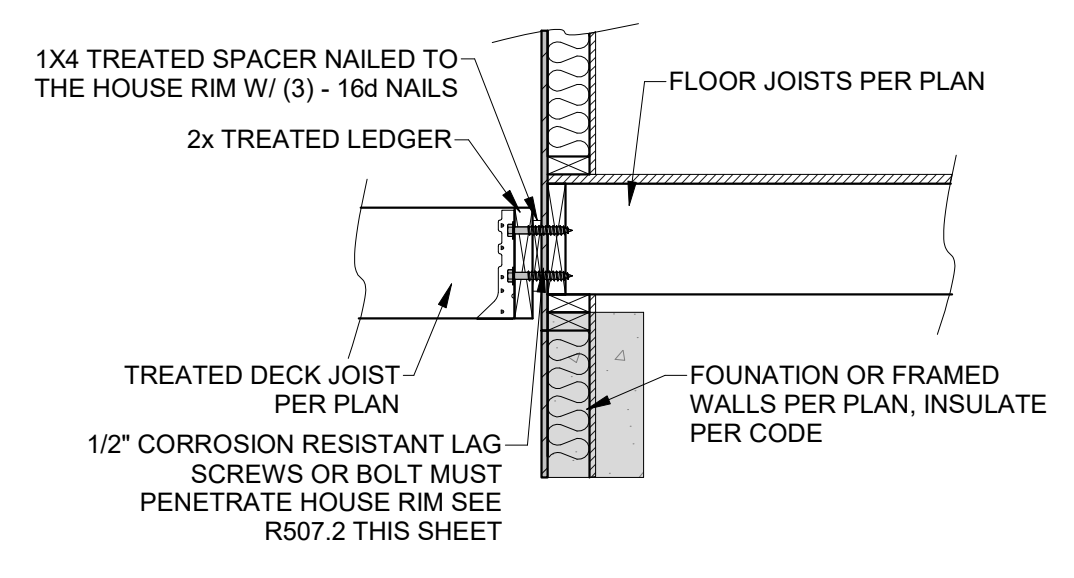 1X4 TREATED SPACER NAILED TO
THE HOUSE RIM W/ (3) - 16d NAILS
2x TREATED LEDGER
FLOOR JOISTS PER PLAN
TREATED DECK JOIST
PER PLAN
1/2" CORROSION RESISTANT LAG
SCREWS OR BOLT MUST
PENETRATE HOUSE RIM SEE
R507.2 THIS SHEET
FOUNATION OR FRAMED
WALLS PER PLAN, INSULATE
PER CODE